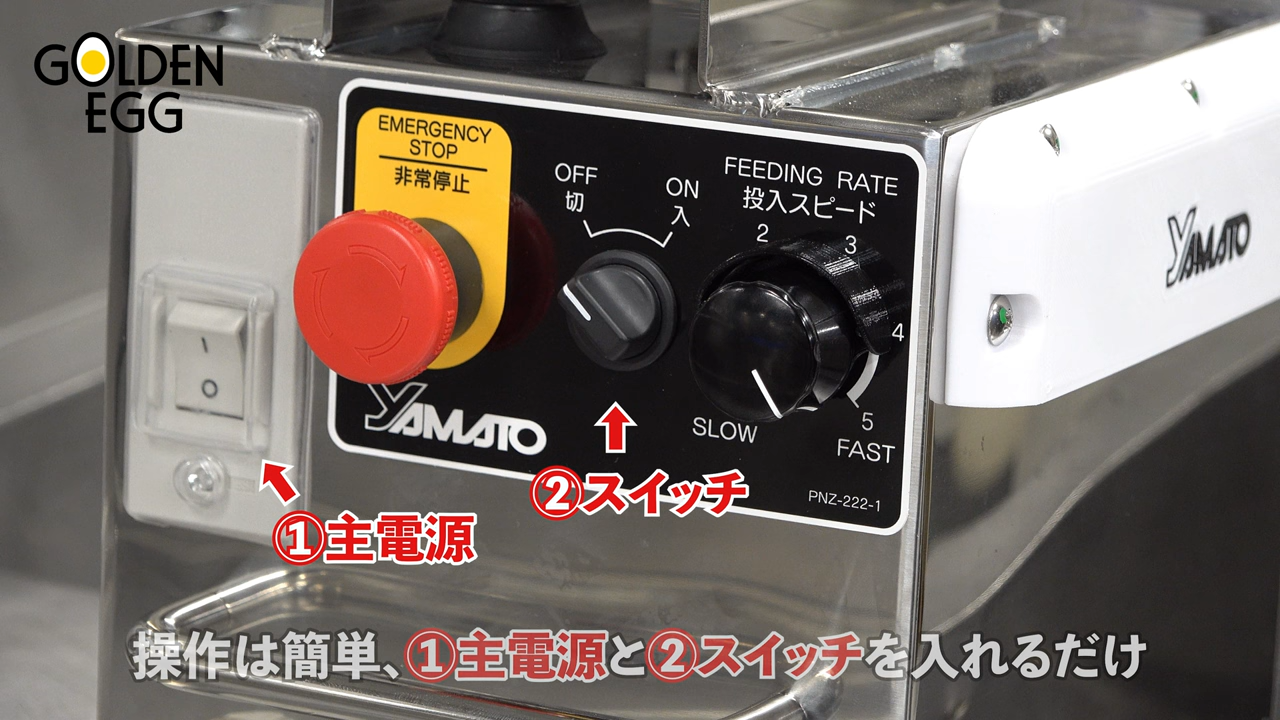 GOLDEN
EGG
EMERGENCY
STOP
非常停止
OFF
切
ON
入
FEEDING RATE
投入スピード
2
3
4
5
SLOW
FAST
YAMATO
PNZ-222-1
YAMATO
I
O
②スイッチ
①主電源
操作は簡単、①主電源と②スイッチを入れるだけ